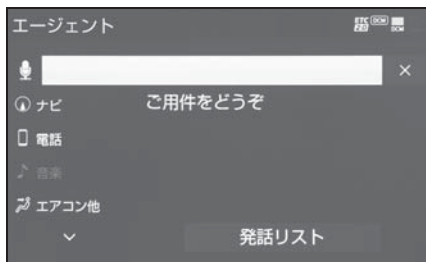 エージェント
ETC 2.0 DCM DCM
×
ナビ ご用件をどうぞ
電話
音楽
エアコン他
発話リスト